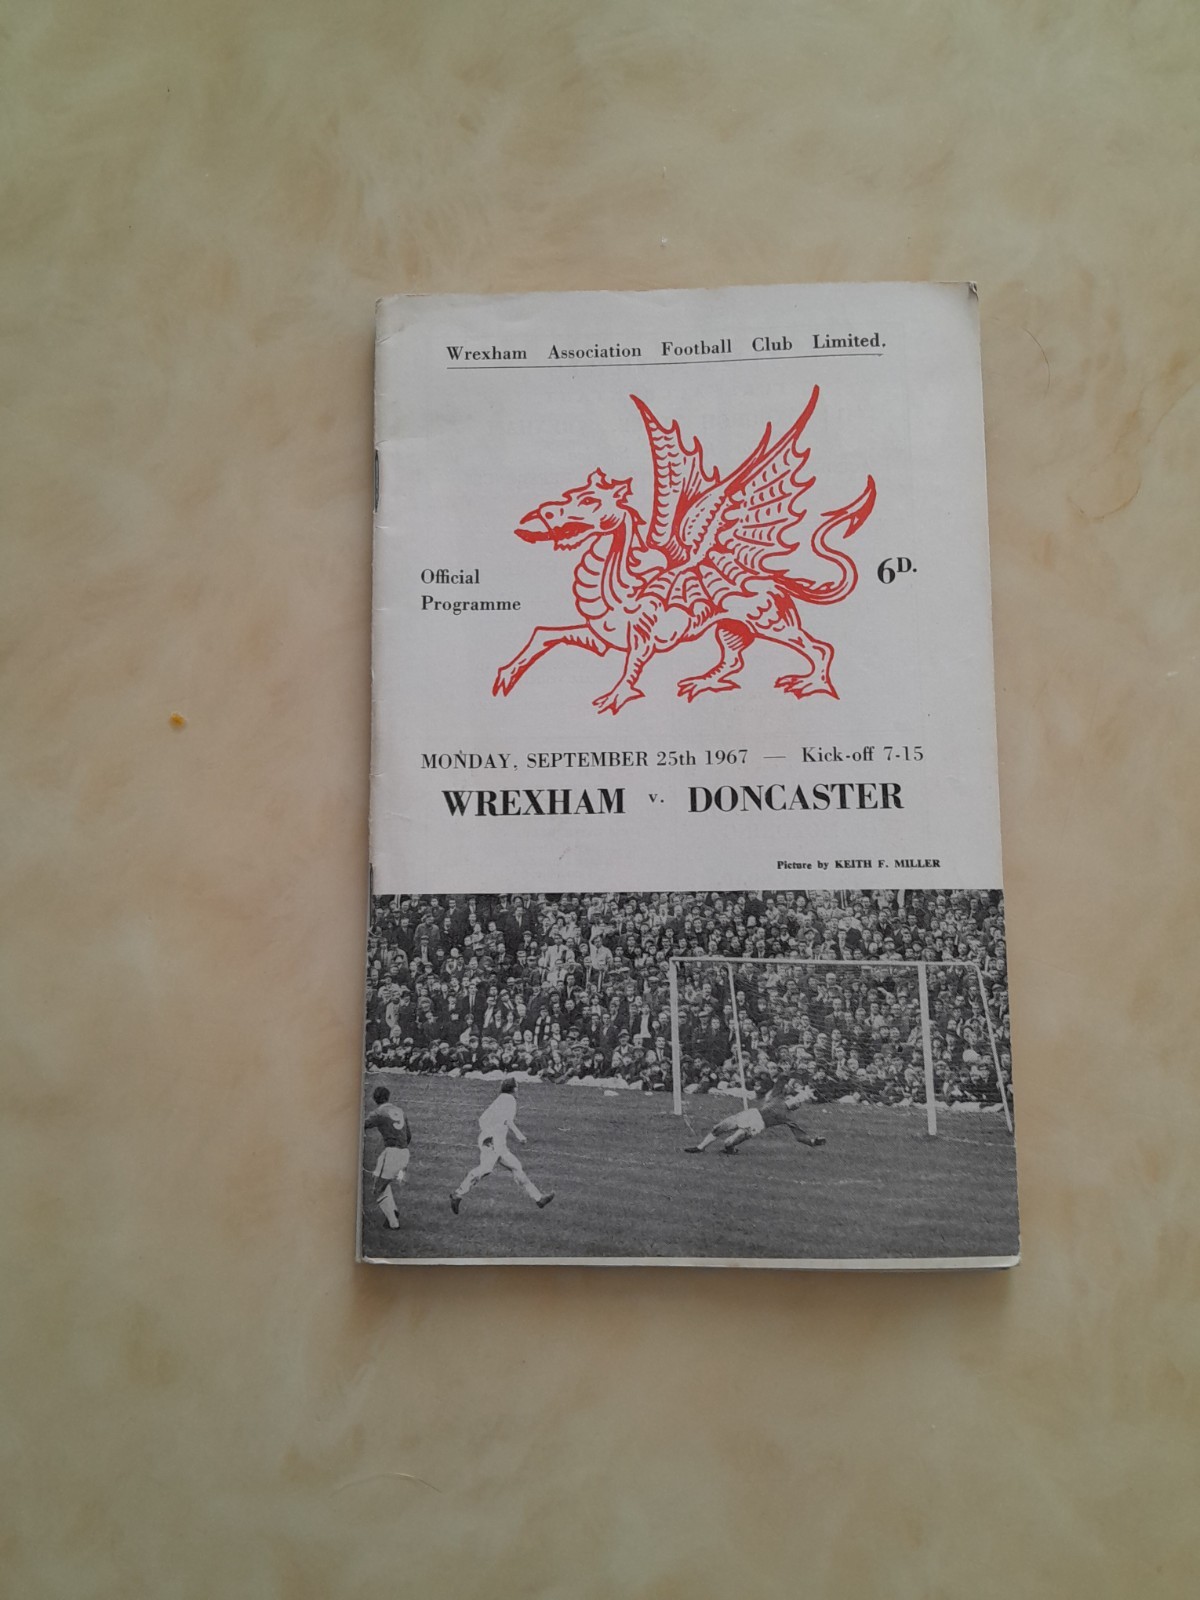 Wrexham Association Football Club Limited.
Official
Programme
6D.
MONDAY, SEPTEMBER 25th 1967 — Kick-off 7-15
WREXHAM v. DONCASTER
Picture by KEITH F. MILLER